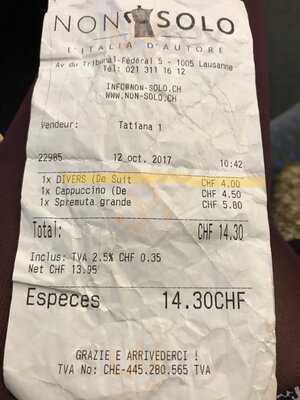 NON SOLO
L'ITALIA D'AUTORE
Av du Tribunal-Fédéral 5 - 1005 Lausanne
Tél: 021 311 16 12
INFO@NON-SOLO.CH
WWW.NON-SOLO.CH
Vendeur: Tatiana 1
22985 12 oct. 2017 10:42
1x DIVERS (De Suit CHF 4.00
1x Cappuccino (De CHF 4.50
1x Spremuta grande CHF 5.80
Total: CHF 14.30
Inclus: TVA 2.5% CHF 0.35
Net CHF 13.95
Especes 14.30CHF
GRAZIE E ARRIVEDERCI !
TVA No: CHE-445.280.565 TVA